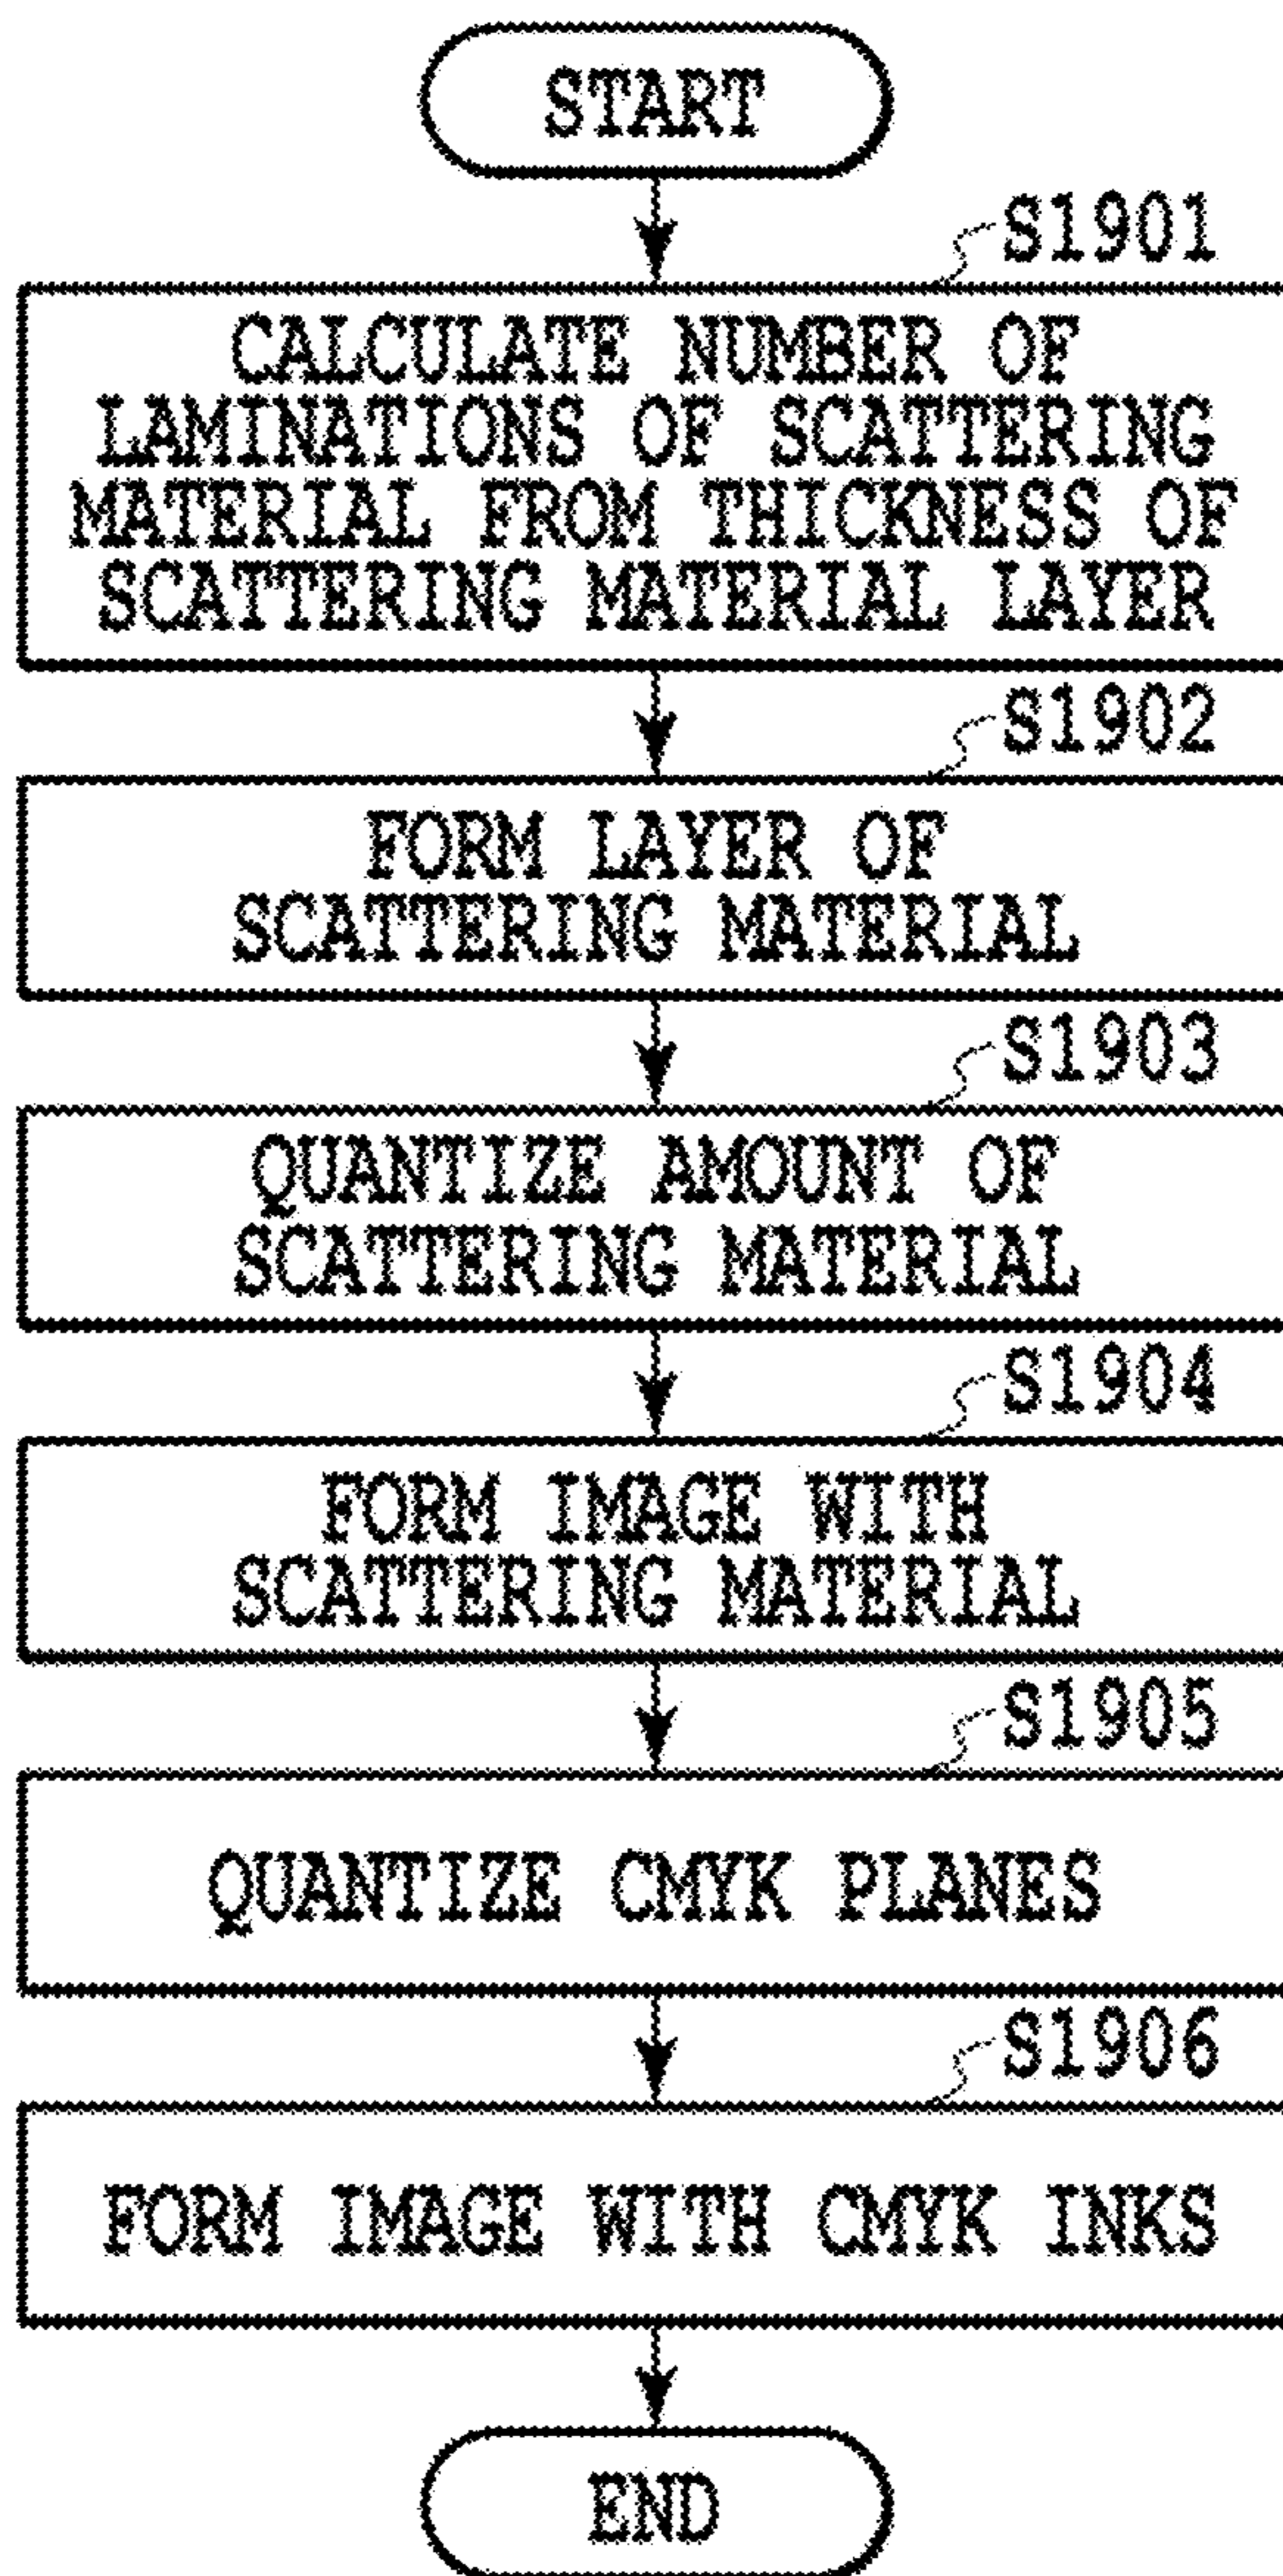 START
S1901
CALCULATE NUMBER OF
LAMINATIONS OF SCATTERING
MATERIAL FROM THICKNESS OF
SCATTERING MATERIAL LAYER
S1902
FORM LAYER OF
SCATTERING MATERIAL
S1903
QUANTIZE AMOUNT OF
SCATTERING MATERIAL
S1904
FORM IMAGE WITH
SCATTERING MATERIAL
S1905
QUANTIZE CMYK PLANES
S1906
FORM IMAGE WITH CMYK INKS
END